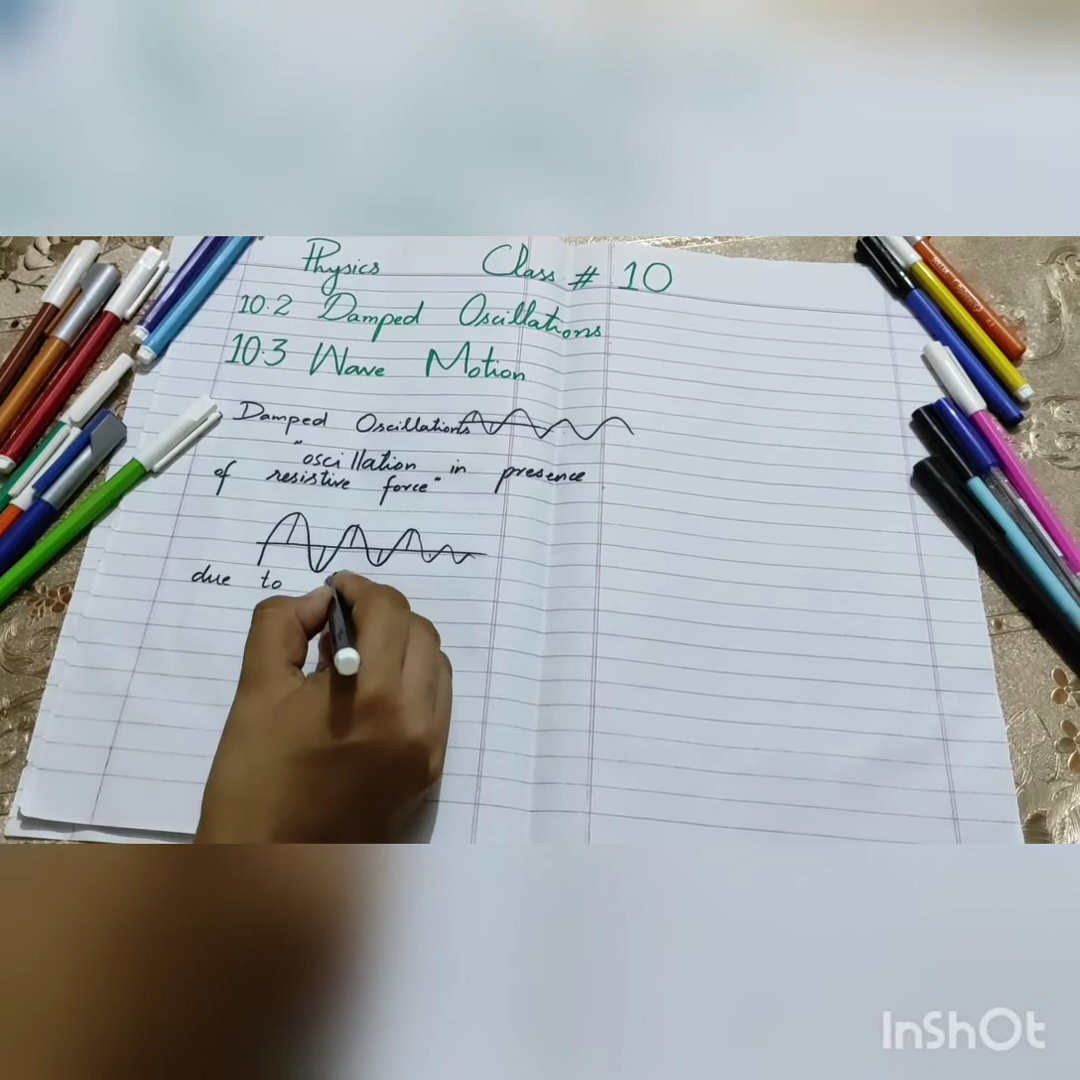 Physics Class # 10
10.2 Damped Oscillations
10.3 Wave Motion
Damped Oscillations
"oscillation in presence
of resistive force"
due to
InShOt